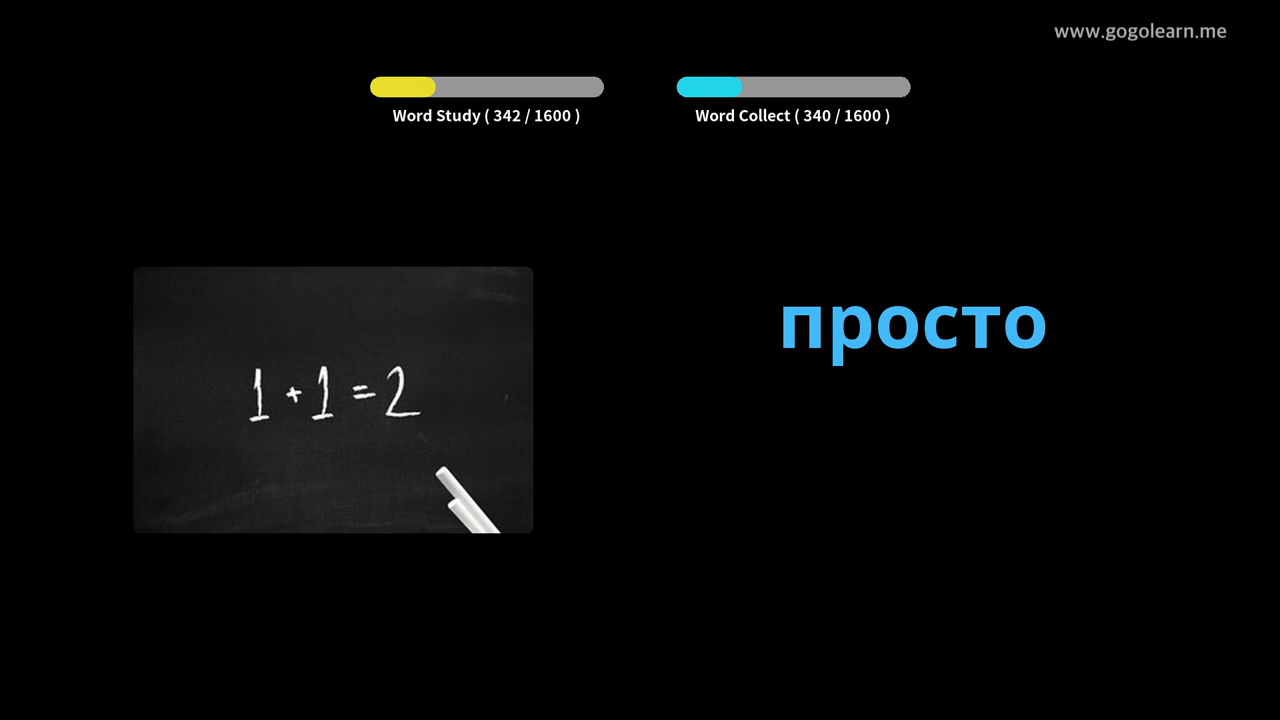 www.gogolearn.me
Word Study ( 342 / 1600 )
Word Collect ( 340 / 1600 )
просто
1 + 1 = 2